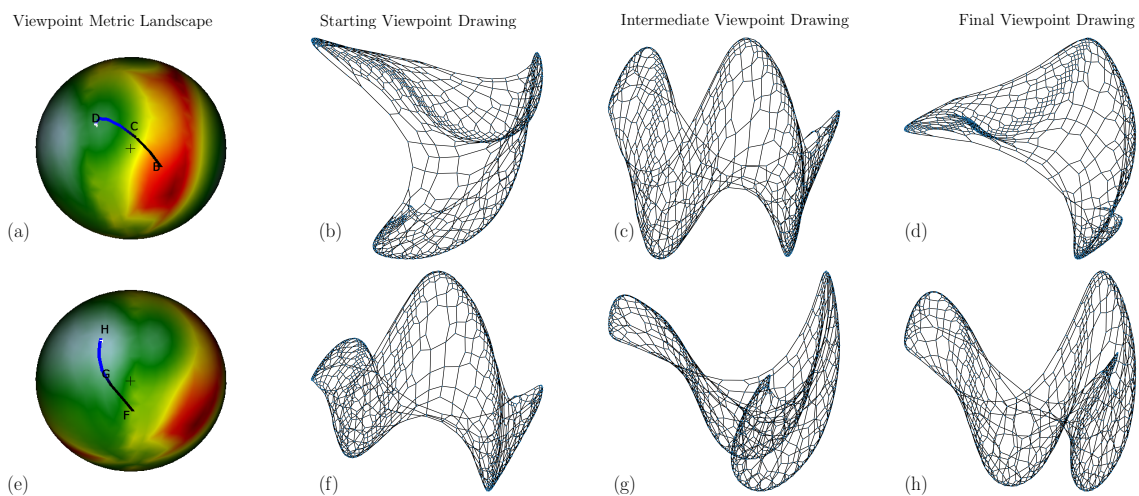 Viewpoint Metric Landscape Starting Viewpoint Drawing Intermediate Viewpoint Drawing Final Viewpoint Drawing
D
C
B
(a) (b) (c) (d)
H
G
F
(e) (f) (g) (h)